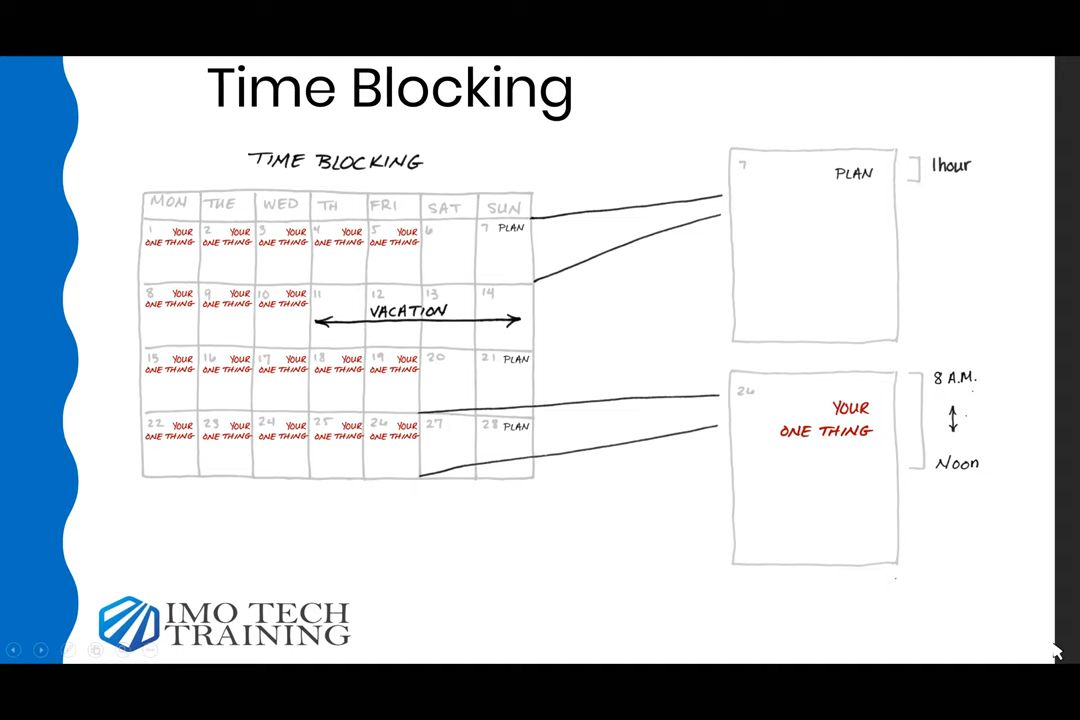 Time Blocking
TIME BLOCKING
MON TUE WED TH FRI SAT SUN
1 YOUR 2 YOUR 3 YOUR 4 YOUR 5 YOUR 6 7 PLAN
ONE THING ONE THING ONE THING ONE THING ONE THING
8 YOUR 9 YOUR 10 YOUR 11 12 13 14
ONE THING ONE THING ONE THING
VACATION
15 YOUR 16 YOUR 17 YOUR 18 YOUR 19 YOUR 20 21 PLAN
ONE THING ONE THING ONE THING ONE THING ONE THING
22 YOUR 23 YOUR 24 YOUR 25 YOUR 26 YOUR 27 28 PLAN
ONE THING ONE THING ONE THING ONE THING ONE THING
7
PLAN
1 hour
26
YOUR
ONE THING
8 A.M.
Noon
IMO TECH
TRAINING